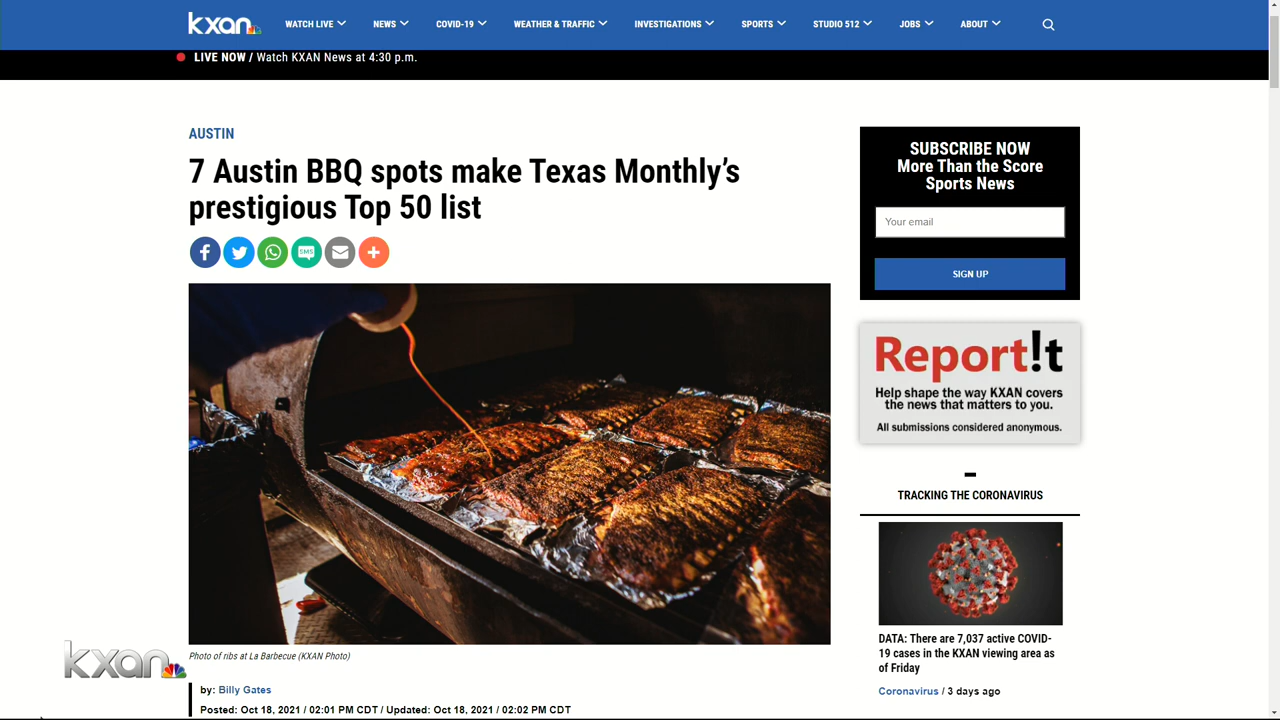 kxan
WATCH LIVE
NEWS
COVID-19
WEATHER & TRAFFIC
INVESTIGATIONS
SPORTS
STUDIO 512
JOBS
ABOUT
LIVE NOW / Watch KXAN News at 4:30 p.m.
AUSTIN
7 Austin BBQ spots make Texas Monthly’s
prestigious Top 50 list
SMS
Photo of ribs at La Barbecue (KXAN Photo)
by: Billy Gates
Posted: Oct 18, 2021 / 02:01 PM CDT / Updated: Oct 18, 2021 / 02:02 PM CDT
SUBSCRIBE NOW
More Than the Score
Sports News
Your email
SIGN UP
Report!t
Help shape the way KXAN covers
the news that matters to you.
All submissions considered anonymous.
TRACKING THE CORONAVIRUS
DATA: There are 7,037 active COVID-
19 cases in the KXAN viewing area as
of Friday
Coronavirus / 3 days ago
kxan